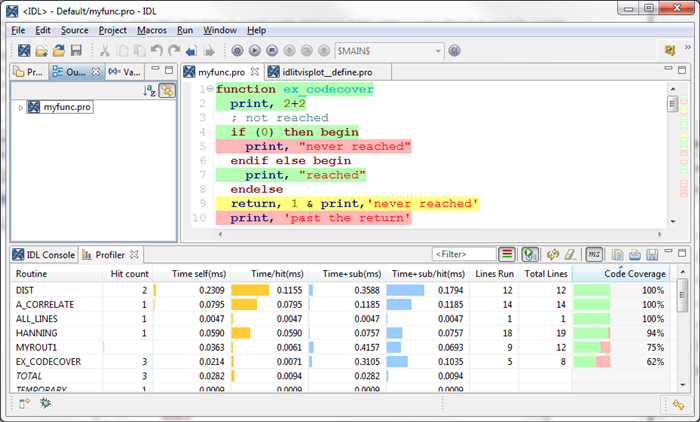 <IDL> - Default/myfunc.pro - IDL
File Edit Source Project Macros Run Window Help
$MAIN$
Pr... Ou... (x)= Va...
myfunc.pro idlitvisplot__define.pro
myfunc.pro
1 function ex_codecover
2 print, 2+2
3 ; not reached
4 if (0) then begin
5 print, "never reached"
6 endif else begin
7 print, "reached"
8 endelse
9 return, 1 & print,'never reached'
10 print, 'past the return'
IDL Console Profiler <Filter> ms
Routine Hit count Time self(ms) Time/hit(ms) Time+sub(ms) Time+sub/hit(ms) Lines Run Total Lines Code Coverage
DIST 2 0.2309 0.1155 0.3588 0.1794 12 12 100%
A_CORRELATE 1 0.0795 0.0795 0.1185 0.1185 14 14 100%
ALL_LINES 1 0.0047 0.0047 0.0047 0.0047 1 1 100%
HANNING 1 0.0590 0.0590 0.0757 0.0757 18 19 94%
MYROUT1 0.0363 0.0061 0.4157 0.0693 9 12 75%
EX_CODECOVER 3 0.0214 0.0071 0.3105 0.1035 5 8 62%
TOTAL 3 0.0282 0.0094 0.0282 0.0094
TEMPORARY 1 0.0009 0.0009 0.0009 0.0009